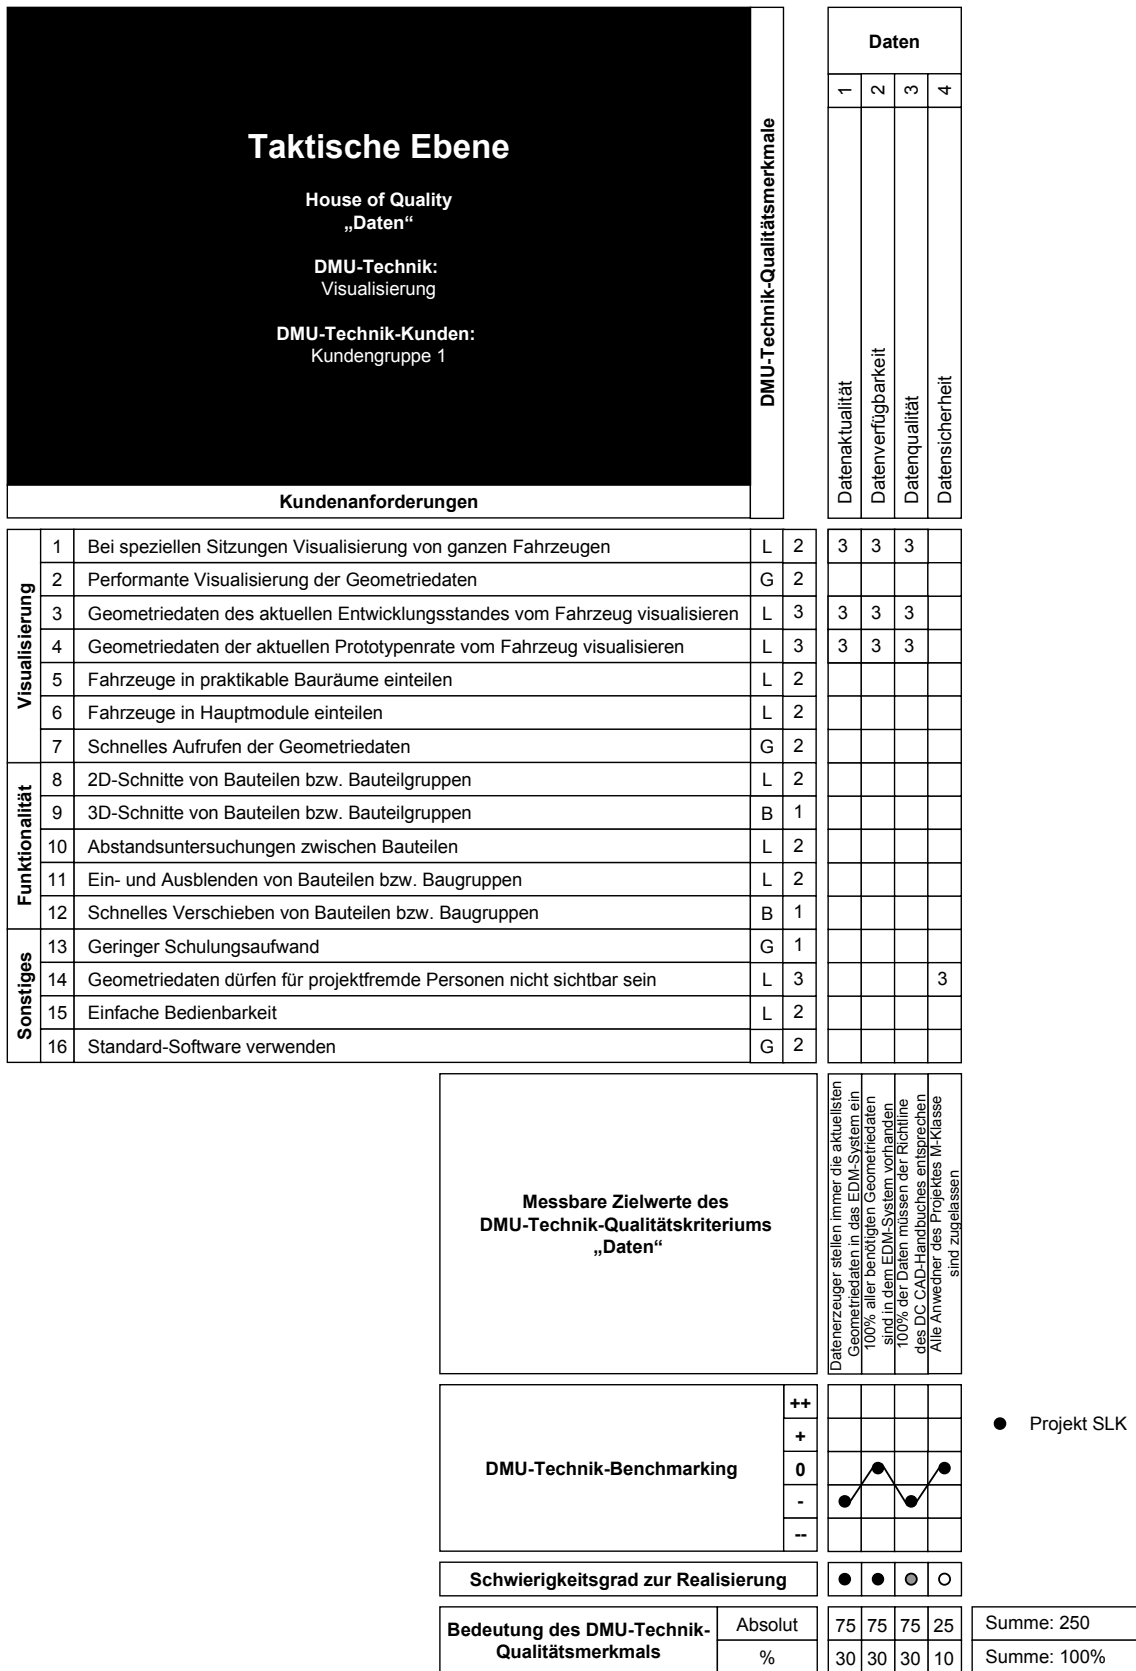 Taktische Ebene
House of Quality
„Daten“
DMU-Technik:
Visualisierung
DMU-Technik-Kunden:
Kundengruppe 1
Kundenanforderungen
DMU-Technik-Qualitätsmerkmale
Daten
1 2 3 4
Datenaktualität
Datenverfügbarkeit
Datenqualität
Datensicherheit
Visualisierung
1 Bei speziellen Sitzungen Visualisierung von ganzen Fahrzeugen L 2 3 3 3
2 Performante Visualisierung der Geometriedaten G 2
3 Geometriedaten des aktuellen Entwicklungsstandes vom Fahrzeug visualisieren L 3 3 3 3
4 Geometriedaten der aktuellen Prototypenrate vom Fahrzeug visualisieren L 3 3 3 3
5 Fahrzeuge in praktikable Bauräume einteilen L 2
6 Fahrzeuge in Hauptmodule einteilen L 2
7 Schnelles Aufrufen der Geometriedaten G 2
Funktionalität
8 2D-Schnitte von Bauteilen bzw. Bauteilgruppen L 2
9 3D-Schnitte von Bauteilen bzw. Bauteilgruppen B 1
10 Abstandsuntersuchungen zwischen Bauteilen L 2
11 Ein- und Ausblenden von Bauteilen bzw. Baugruppen L 2
12 Schnelles Verschieben von Bauteilen bzw. Baugruppen B 1
Sonstiges
13 Geringer Schulungsaufwand G 1
14 Geometriedaten dürfen für projektfremde Personen nicht sichtbar sein L 3 3
15 Einfache Bedienbarkeit L 2
16 Standard-Software verwenden G 2
Messbare Zielwerte des
DMU-Technik-Qualitätskriteriums
„Daten“
Datenerzeuger stellen immer die aktuellsten
Geometriedaten in das EDM-System ein
100% aller benötigten Geometriedaten
sind in dem EDM-System vorhanden
100% der Daten müssen der Richtline
des DC CAD-Handbuches entsprechen
Alle Anwedner des Projektes M-Klasse
sind zugelassen
DMU-Technik-Benchmarking
++
+
0
-
--
Projekt SLK
Schwierigkeitsgrad zur Realisierung
Bedeutung des DMU-Technik-
Qualitätsmerkmals
Absolut 75 75 75 25 Summe: 250
% 30 30 30 10 Summe: 100%